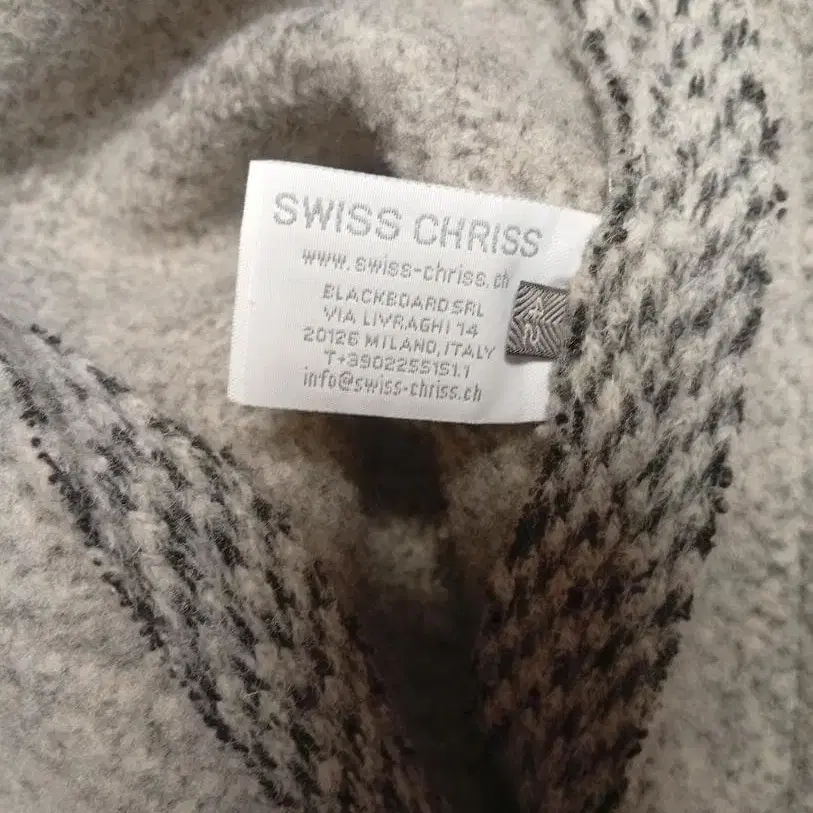 SWISS CHRISS
www.swiss-chriss.ch
BLACKBOARD SRL
VIA LIVRAGHI 14
20126 MILANO, ITALY
T+3902255151.1
info@swiss-chriss.ch
42